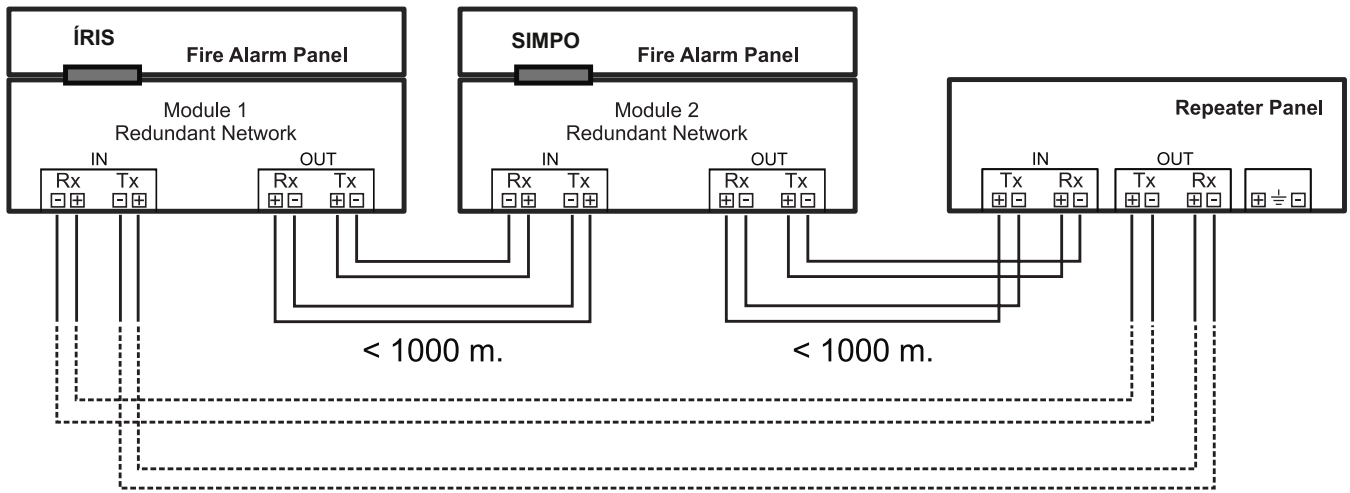 ÍRIS
Fire Alarm Panel
SIMPO
Fire Alarm Panel
Module 1
Redundant Network
IN
OUT
Rx Tx
- + - +
Rx Tx
+ - + -
Module 2
Redundant Network
IN
OUT
Rx Tx
- + - +
Rx Tx
+ - + -
Repeater Panel
IN
OUT
Tx Rx
+ - + -
Tx Rx
+ - + -
+ ⏚ -
< 1000 m.
< 1000 m.